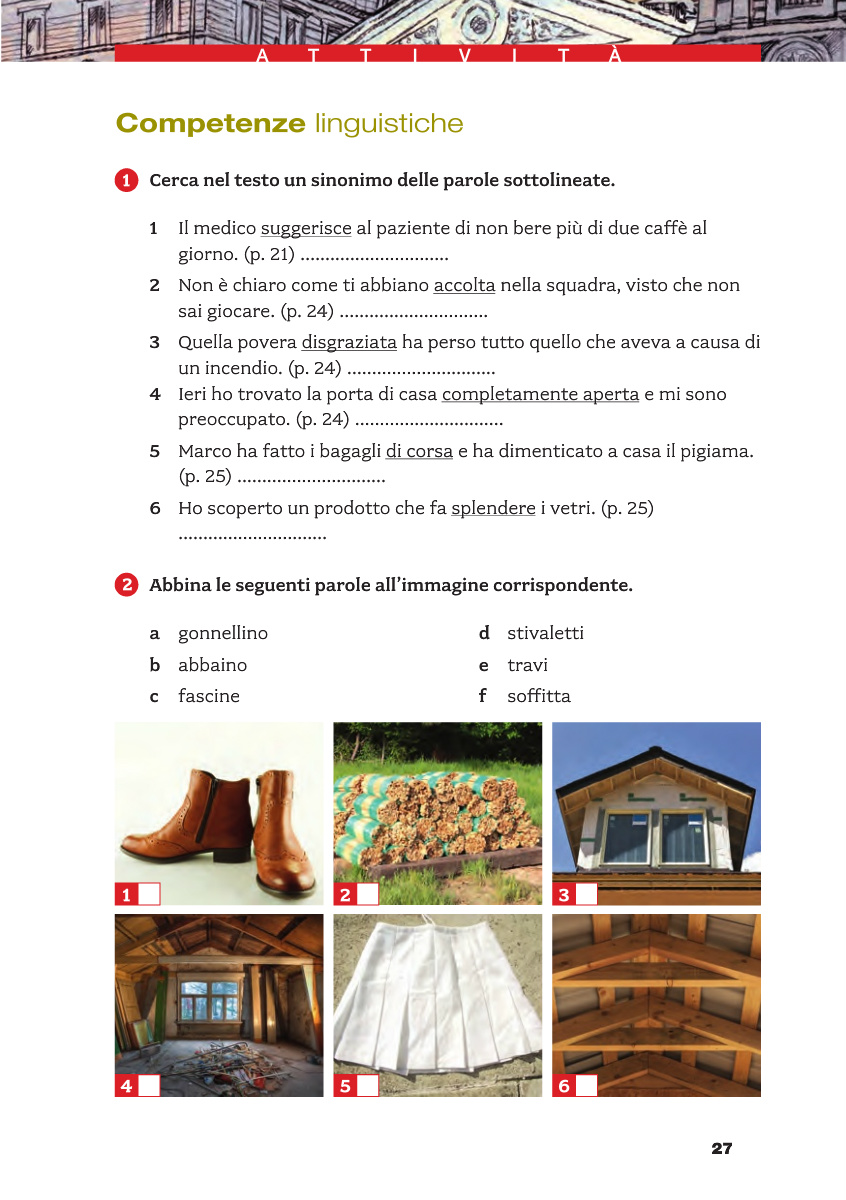 ATTIVITÀ
Competenze linguistiche
1 Cerca nel testo un sinonimo delle parole sottolineate.
1 Il medico suggerisce al paziente di non bere più di due caffè al
giorno. (p. 21) ..............................
2 Non è chiaro come ti abbiano accolta nella squadra, visto che non
sai giocare. (p. 24) ..............................
3 Quella povera disgraziata ha perso tutto quello che aveva a causa di
un incendio. (p. 24) ..............................
4 Ieri ho trovato la porta di casa completamente aperta e mi sono
preoccupato. (p. 24) ..............................
5 Marco ha fatto i bagagli di corsa e ha dimenticato a casa il pigiama.
(p. 25) ..............................
6 Ho scoperto un prodotto che fa splendere i vetri. (p. 25)
..............................
2 Abbina le seguenti parole all’immagine corrispondente.
a gonnellino
b abbaino
c fascine
d stivaletti
e travi
f soffitta
1
2
3
4
5
6
27